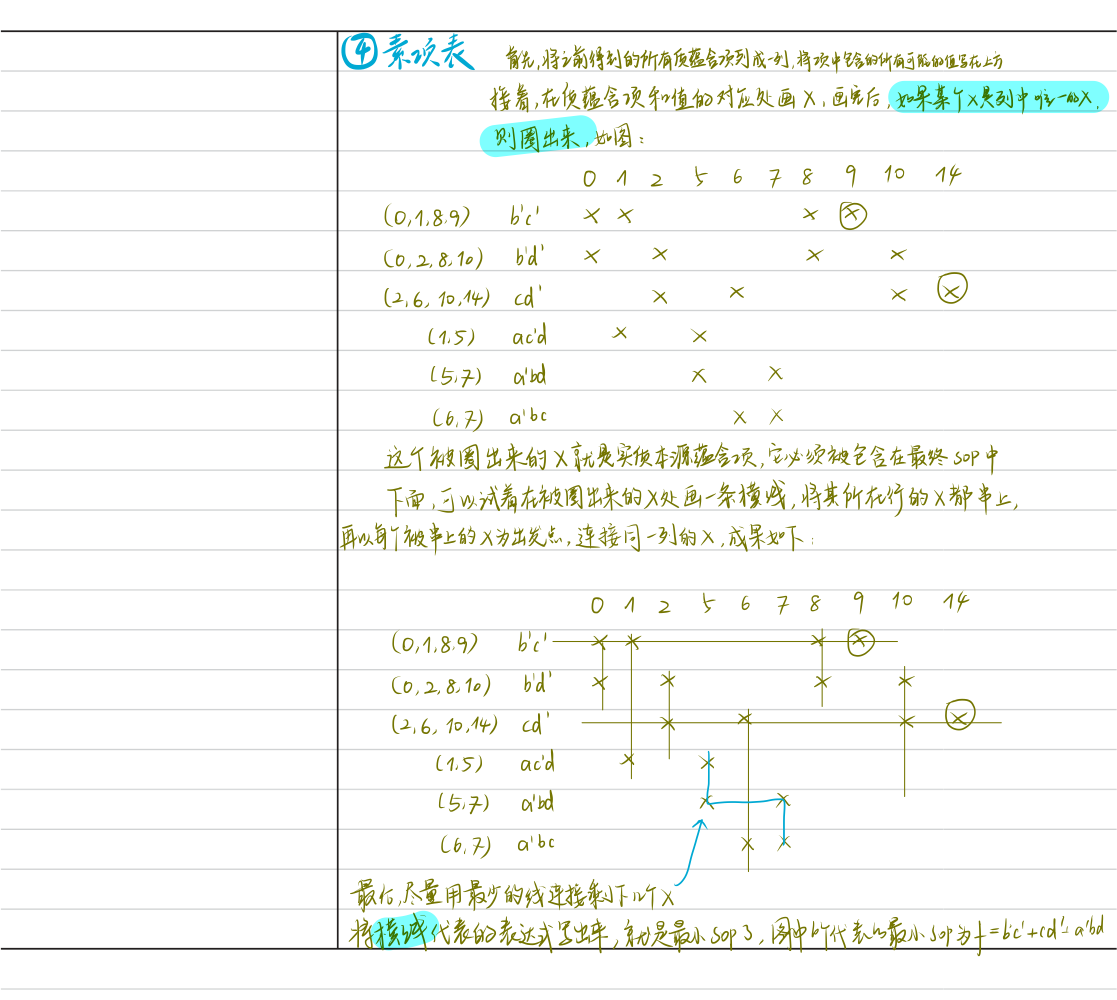 ④ 素项表 首先,将之前得到的所有质蕴含项列成一列,将项中包含的所有可能的值写在上方
接着,在质蕴含项和值的对应处画X,画完后,如果某个X是列中唯一的X,
则圈出来,如图:
0 1 2 5 6 7 8 9 10 14
(0,1,8,9) b'c' × × × ⊗
(0,2,8,10) b'd' × × × ×
(2,6,10,14) cd' × × × ⊗
(1,5) ac'd × ×
(5,7) a'bd × ×
(6,7) a'bc × ×
这个被圈出来的X就是实质本源蕴含项,它必须被包含在最终SOP中
下面,可以试着在被圈出来的X处画一条横线,将其所在行的X都串上,
再以每个被串上的X为出发点,连接同一列的X,成果如下:
0 1 2 5 6 7 8 9 10 14
(0,1,8,9) b'c' × × × ⊗
(0,2,8,10) b'd' × × × ×
(2,6,10,14) cd' × × × ⊗
(1,5) ac'd × ×
(5,7) a'bd × ×
(6,7) a'bc × ×
最后,尽量用最少的线连接剩下几个X
将横线代表的表达式写出来,就是最小SOP了,图中所代表的最小SOP为f=b'c'+cd'+a'bd